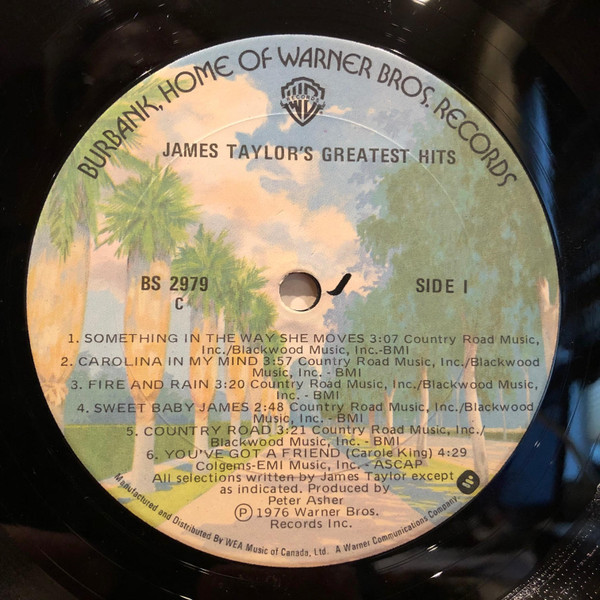 BURBANK, HOME OF WARNER BROS. RECORDS
RECORDS
JAMES TAYLOR'S GREATEST HITS
BS 2979
C
SIDE 1
1. SOMETHING IN THE WAY SHE MOVES 3:07 Country Road Music,
Inc./Blackwood Music, Inc.-BMI
2. CAROLINA IN MY MIND 3:57 Country Road Music, Inc./Blackwood
Music, Inc. - BMI
3. FIRE AND RAIN 3:20 Country Road Music, Inc./Blackwood Music,
Inc. - BMI
4. SWEET BABY JAMES 2:48 Country Road Music, Inc./Blackwood
Music, Inc. - BMI
5. COUNTRY ROAD 3:21 Country Road Music, Inc./
Blackwood Music, Inc. - BMI
6. YOU'VE GOT A FRIEND (Carole King) 4:29
Colgems-EMI Music, Inc. - ASCAP
All selections written by James Taylor except
as indicated. Produced by
Peter Asher
Ⓟ 1976 Warner Bros.
Records Inc.
Manufactured and Distributed By WEA Music of Canada, Ltd. A Warner Communications Company.